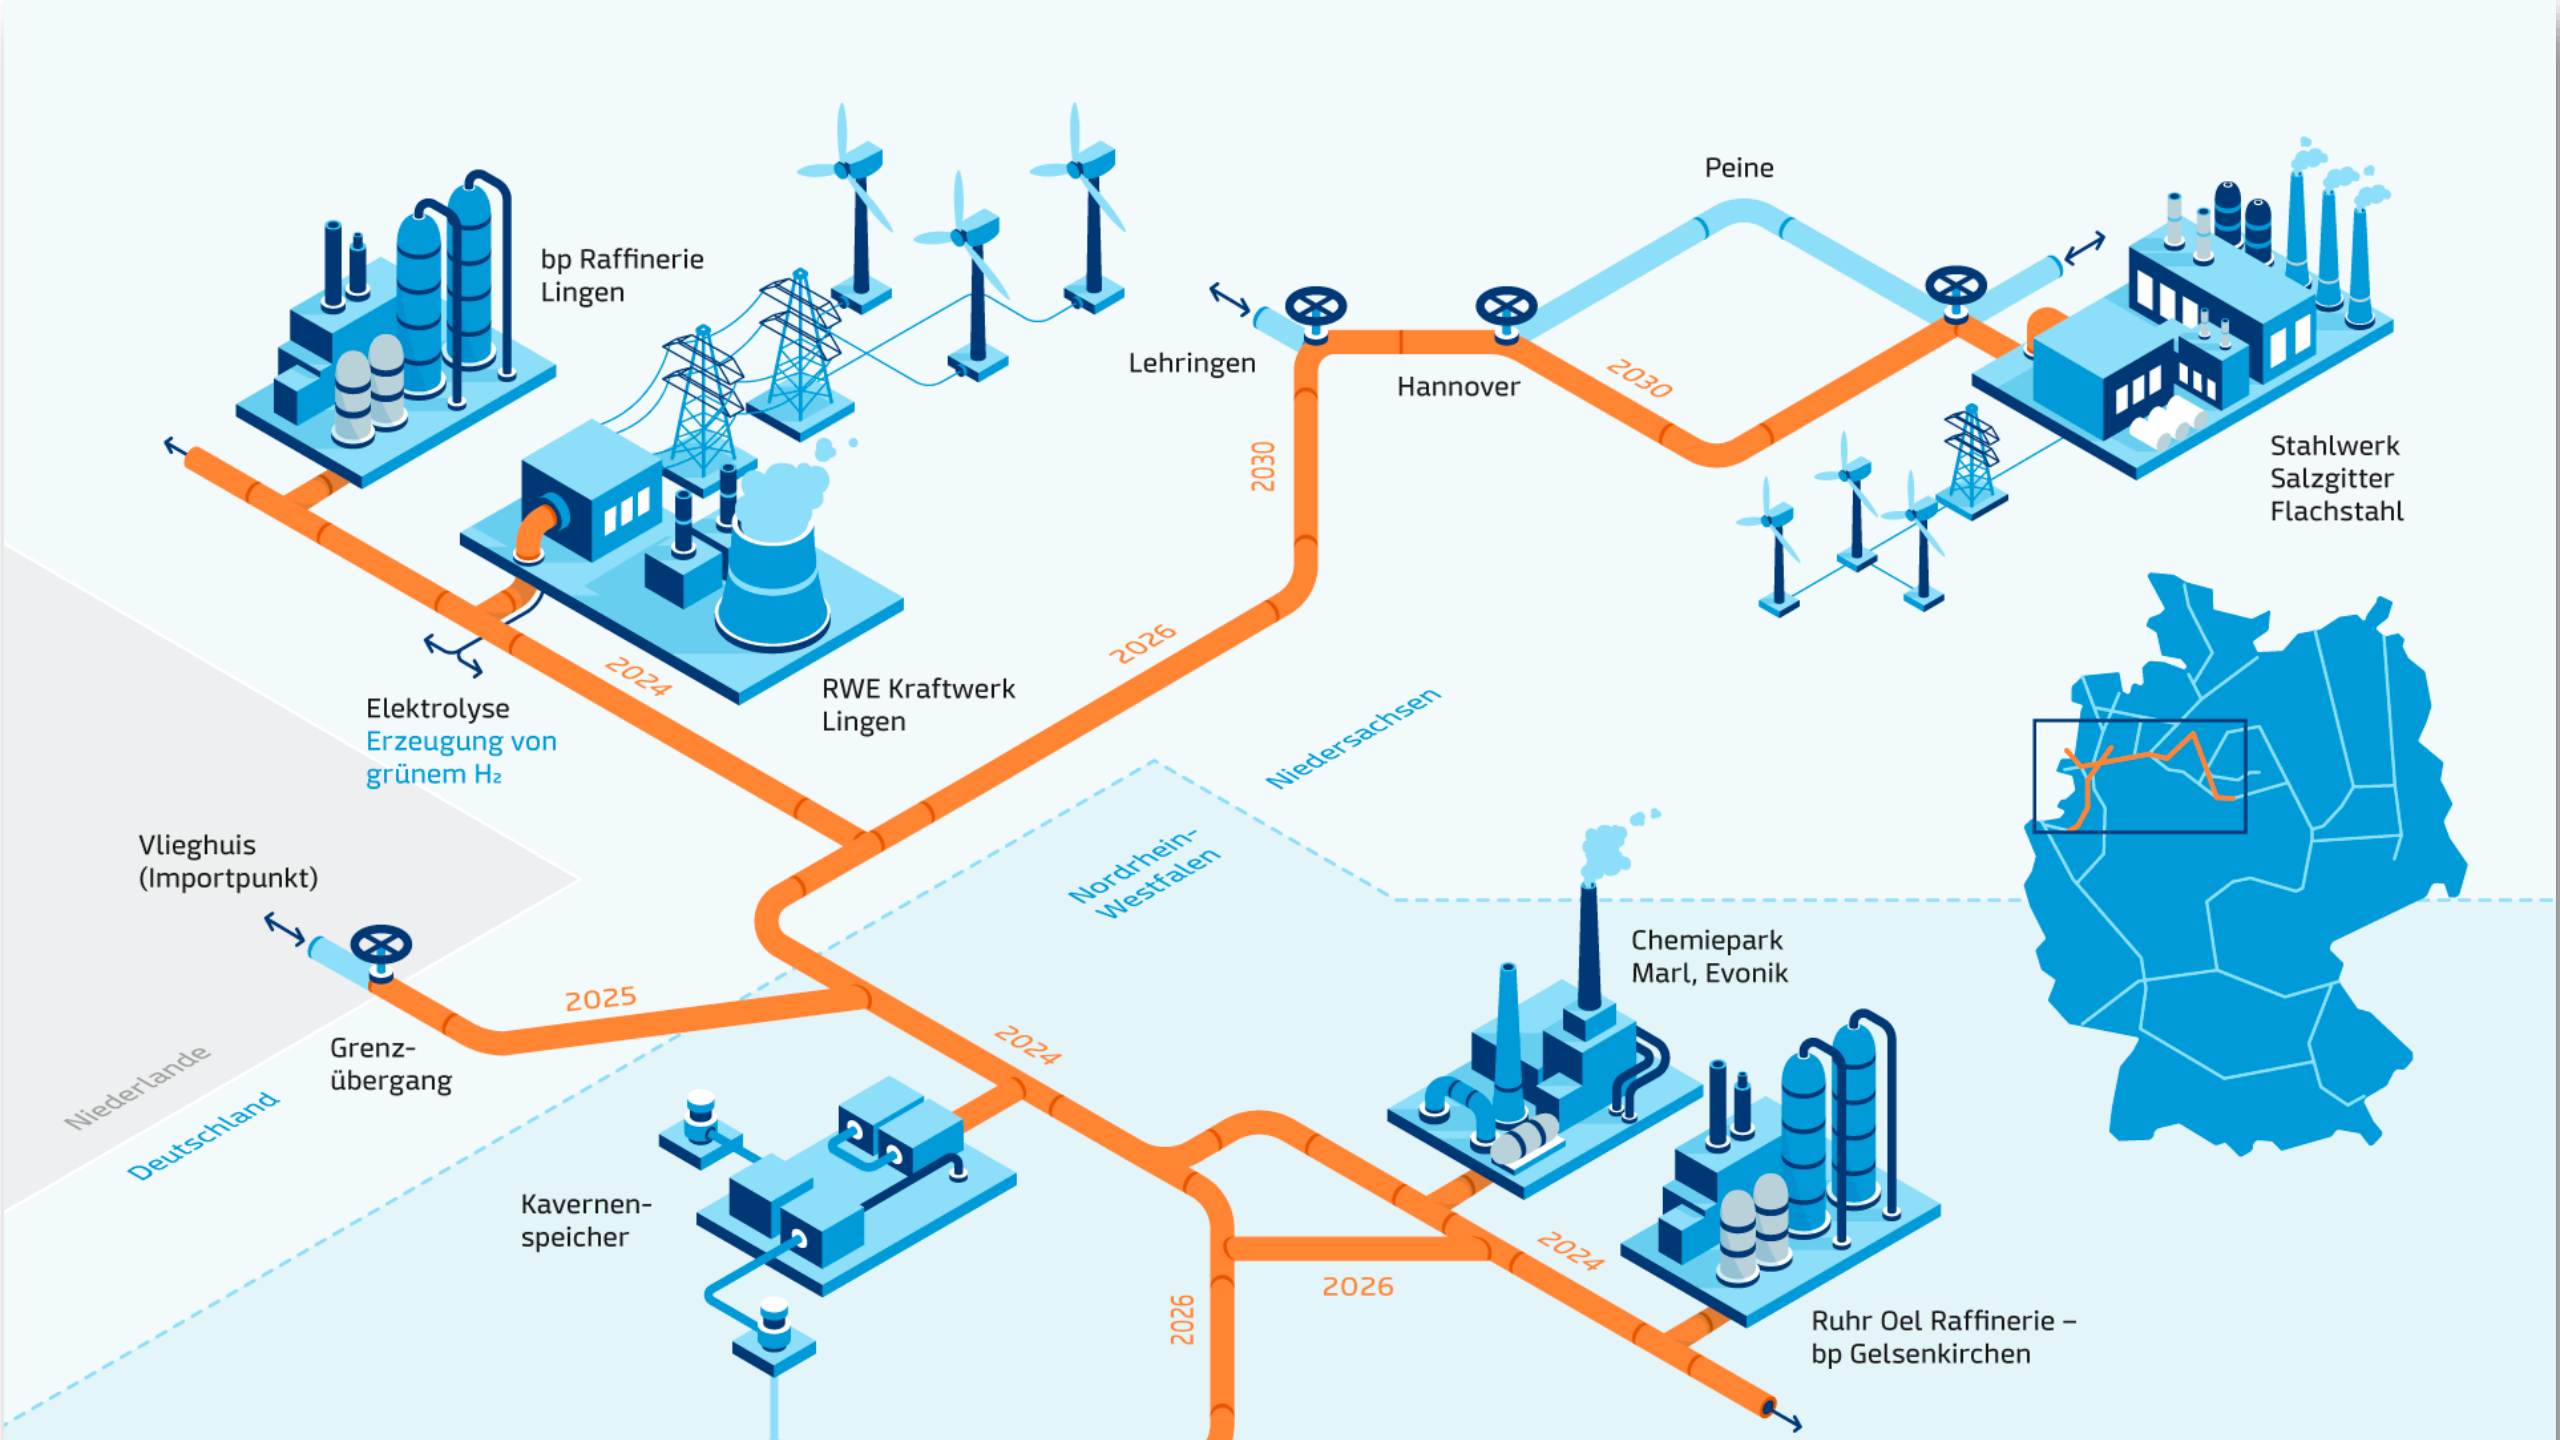 Peine
bp Raffinerie
Lingen
Lehringen
Hannover
2030
2030
Stahlwerk
Salzgitter
Flachstahl
2026
2024
RWE Kraftwerk
Lingen
Elektrolyse
Erzeugung von
grünem H₂
Niedersachsen
Nordrhein-
Westfalen
Vlieghuis
(Importpunkt)
2025
Grenz-
übergang
Niederlande
Deutschland
2024
Chemiepark
Marl, Evonik
Kavernen-
speicher
2024
2026
2026
Ruhr Oel Raffinerie –
bp Gelsenkirchen